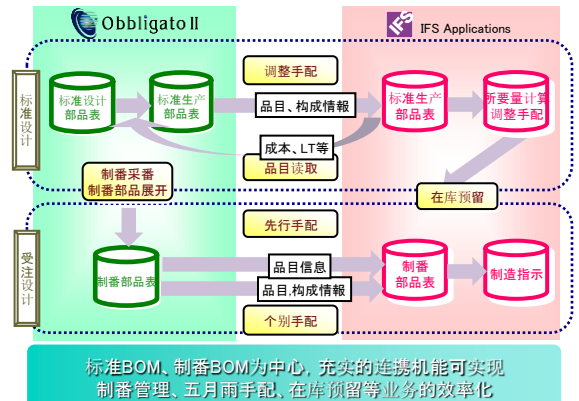 Obbligato II
IFS
IFS Applications
标准设计
标准设计
部品表
标准生产
部品表
调整手配
品目、构成情報
成本、LT等
品目读取
标准生产
部品表
所要量计算
调整手配
制番采番
制番部品展开
在库预留
受注设计
制番部品表
先行手配
品目信息
品目.构成情報
个别手配
制番
部品表
制造指示
标准BOM、制番BOM为中心，充实的连携机能可实现
制番管理、五月雨手配、在库预留等业务的效率化